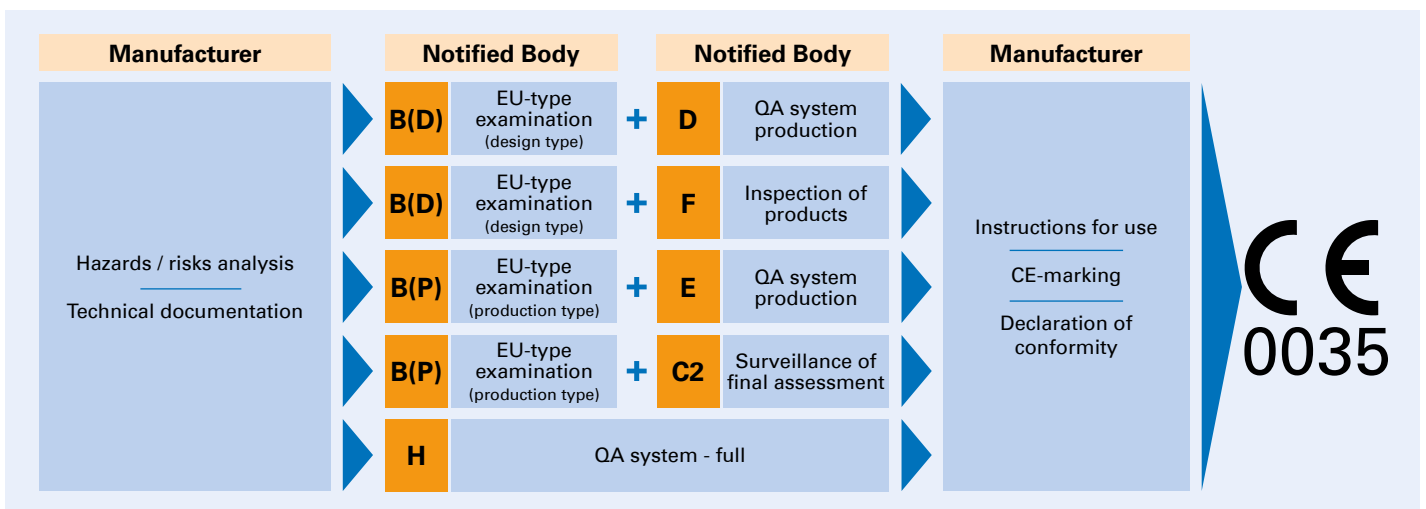 Manufacturer
Notified Body
Notified Body
Manufacturer
Hazards / risks analysis
Technical documentation
B(D)
EU-type
examination
(design type)
+
D
QA system
production
B(D)
EU-type
examination
(design type)
+
F
Inspection of
products
B(P)
EU-type
examination
(production type)
+
E
QA system
production
B(P)
EU-type
examination
(production type)
+
C2
Surveillance of
final assessment
H
QA system - full
Instructions for use
CE-marking
Declaration of
conformity
CE
0035